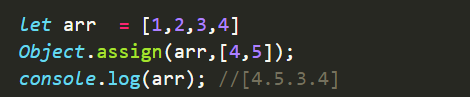 let arr  = [1,2,3,4]
Object.assign(arr,[4,5]);
console.log(arr); //[4.5.3.4]